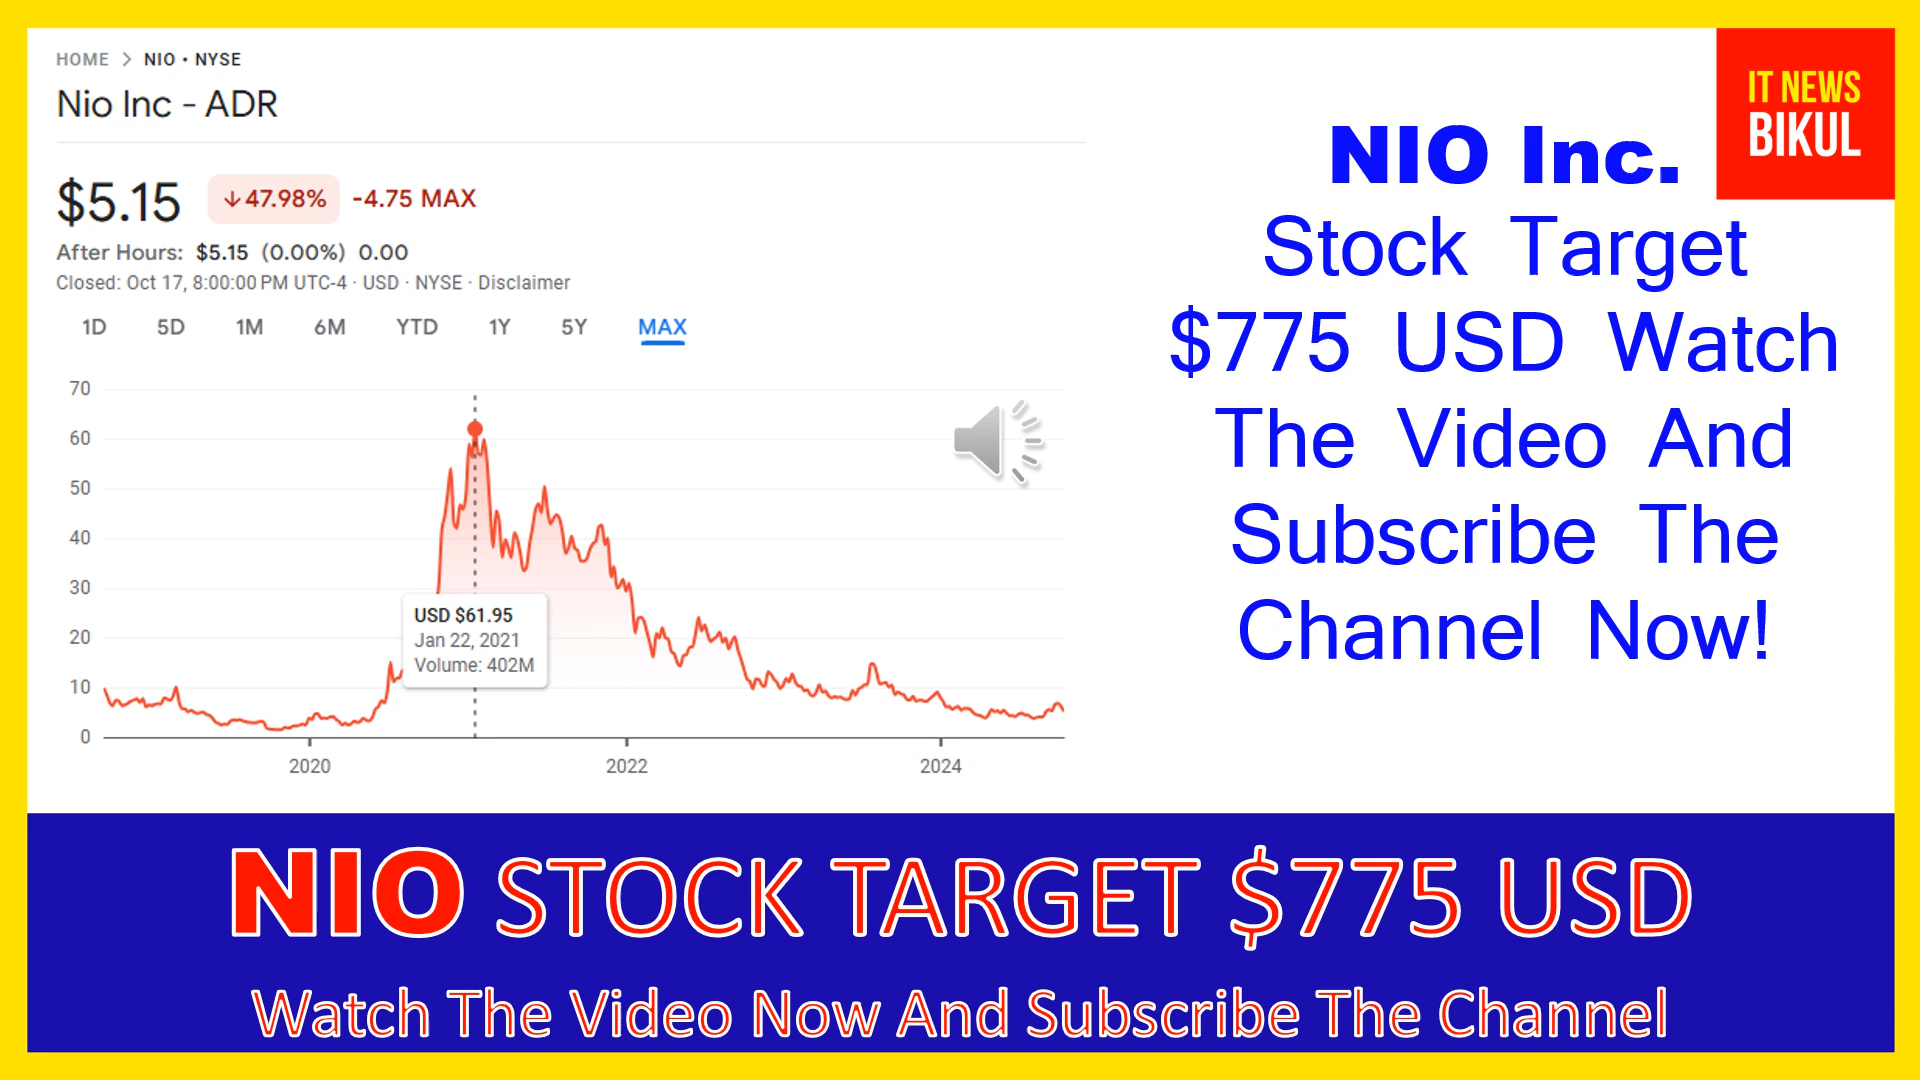 HOME > NIO • NYSE
Nio Inc - ADR
$5.15 ↓47.98% -4.75 MAX
After Hours: $5.15 (0.00%) 0.00
Closed: Oct 17, 8:00:00 PM UTC-4 · USD · NYSE · Disclaimer
1D 5D 1M 6M YTD 1Y 5Y MAX
70
60
50
40
30
20
10
0
USD $61.95
Jan 22, 2021
Volume: 402M
2020 2022 2024
IT NEWS
BIKUL
NIO Inc.
Stock Target
$775 USD Watch
The Video And
Subscribe The
Channel Now!
NIO STOCK TARGET $775 USD
Watch The Video Now And Subscribe The Channel